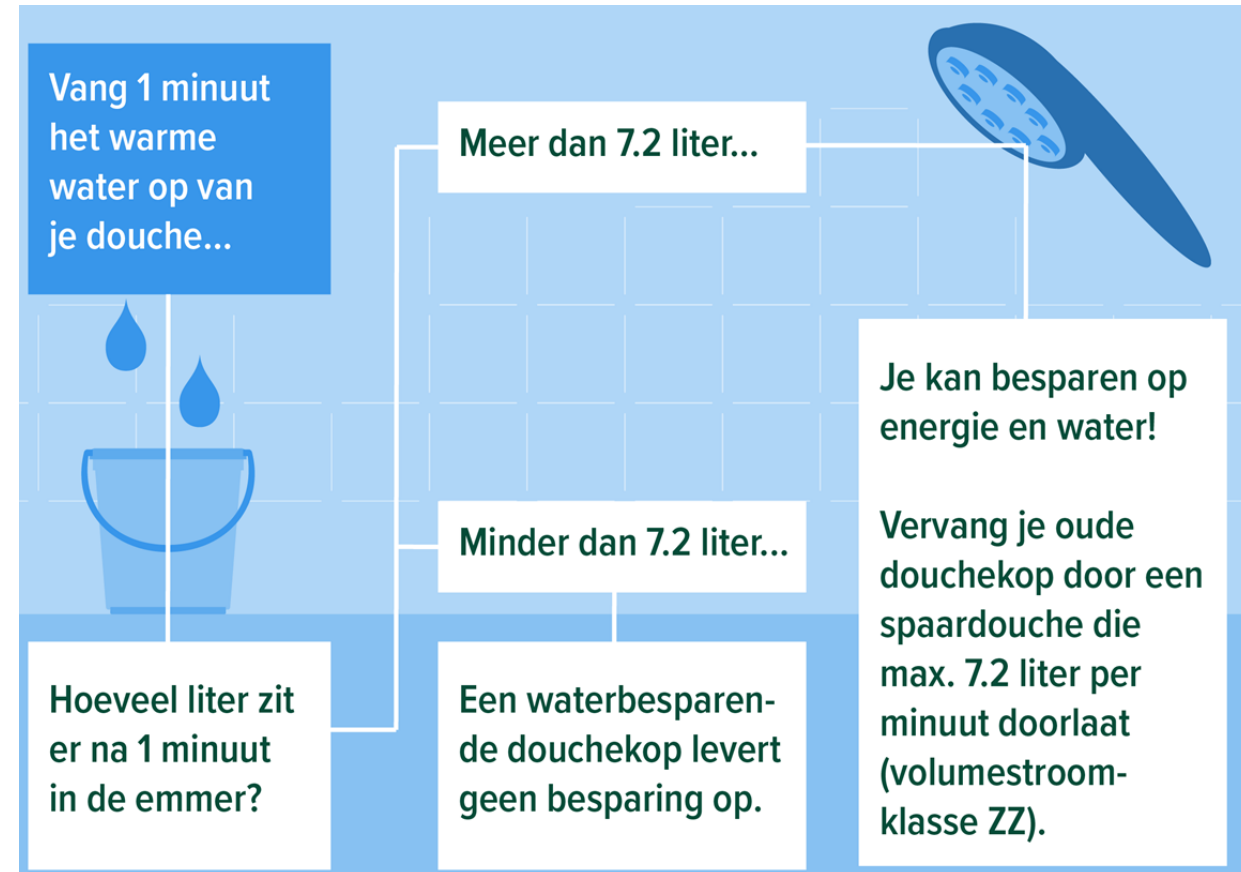 Vang 1 minuut
het warme
water op van
je douche...
Hoeveel liter zit
er na 1 minuut
in de emmer?
Meer dan 7.2 liter...
Je kan besparen op
energie en water!
Vervang je oude
douchekop door een
spaardouche die
max. 7.2 liter per
minuut doorlaat
(volumestroom-
klasse ZZ).
Minder dan 7.2 liter...
Een waterbesparen-
de douchekop levert
geen besparing op.